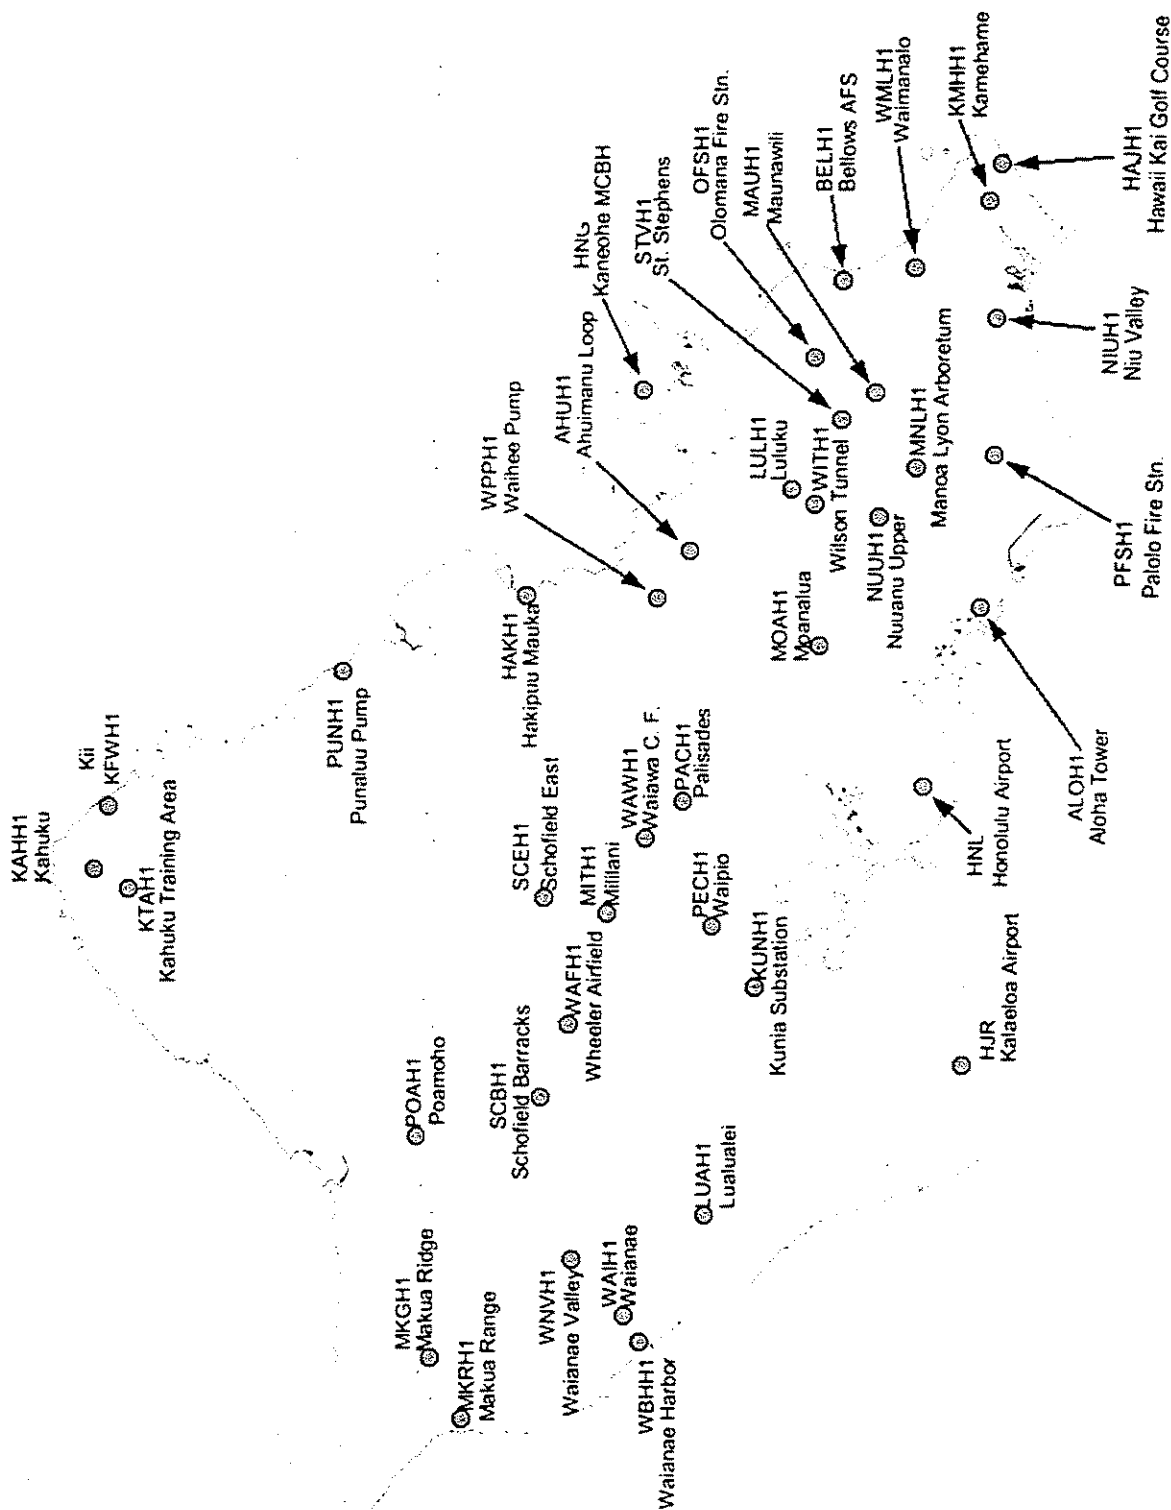 KAHH1
Kahuku
Kii
KFWH1
KTAH1
Kahuku Training Area
PUNH1
Punaluu Pump
HAKH1
Hakipuu Mauka
WPPH1
Waihee Pump
AHUH1
Ahuimanu Loop
HNG
Kaneohe MCBH
STVH1
St. Stephens
OFSH1
Olomana Fire Stn.
MAUH1
Maunawili
BELH1
Bellows AFS
WMLH1
Waimanalo
KMHH1
Kamehame
HAJH1
Hawaii Kai Golf Course
NIUH1
Niu Valley
PFSH1
Palolo Fire Stn.
MNLH1
Manoa Lyon Arboretum
LULH1
Luluku
WITH1
Wilson Tunnel
NUUH1
Nuuanu Upper
MOAH1
Moanalua
ALOH1
Aloha Tower
HNL
Honolulu Airport
HJR
Kalaeloa Airport
KUNH1
Kunia Substation
PECH1
Waipio
PACH1
Palisades
WAWH1
Waiawa C. F.
MITH1
Mililani
SCEH1
Schofield East
WAFH1
Wheeler Airfield
SCBH1
Schofield Barracks
POAH1
Poamoho
LUAH1
Lualualei
MKGH1
Makua Ridge
MKRH1
Makua Range
WNVH1
Waianae Valley
WAIH1
Waianae
WBHH1
Waianae Harbor